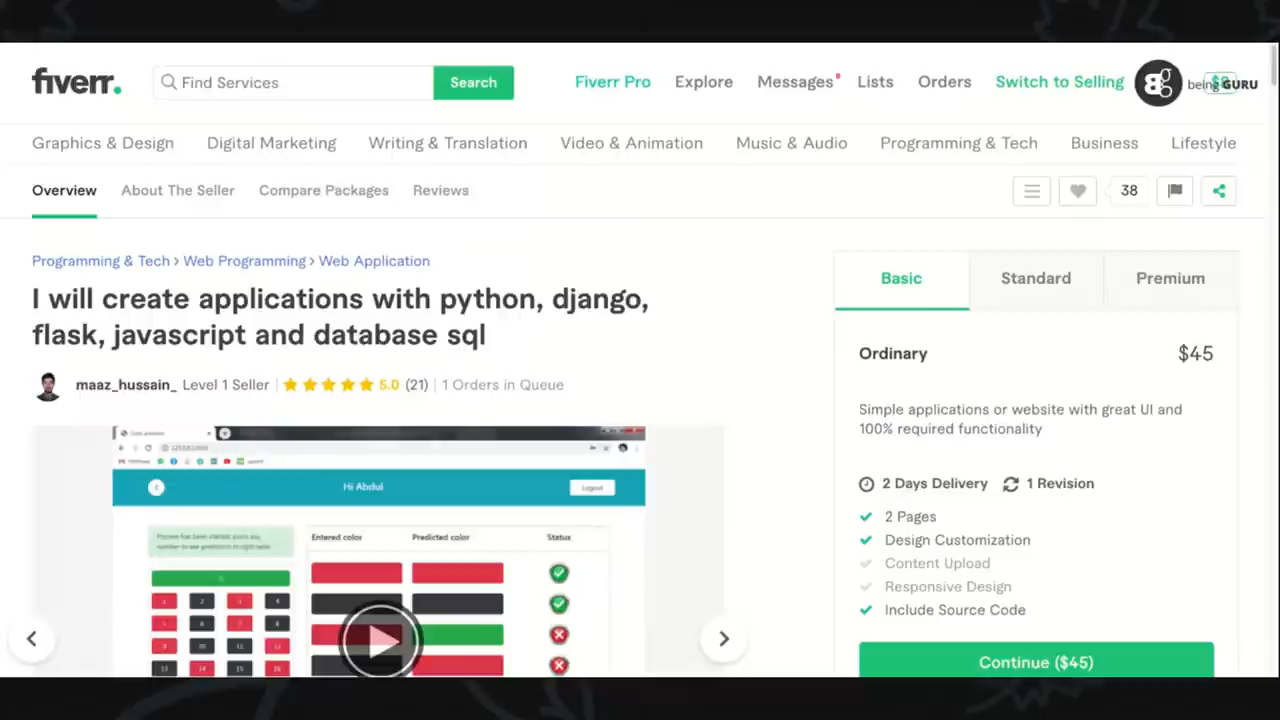 fiverr.
Find Services
Search
Fiverr Pro
Explore
Messages
Lists
Orders
Switch to Selling
being GURU
Graphics & Design
Digital Marketing
Writing & Translation
Video & Animation
Music & Audio
Programming & Tech
Business
Lifestyle
Overview
About The Seller
Compare Packages
Reviews
38
Programming & Tech › Web Programming › Web Application
I will create applications with python, django,
flask, javascript and database sql
maaz_hussain_ Level 1 Seller | 5.0 (21) | 1 Orders in Queue
Hi Abdul
Logout
Entered color
Predicted color
Status
Basic
Standard
Premium
Ordinary
$45
Simple applications or website with great UI and
100% required functionality
2 Days Delivery
1 Revision
2 Pages
Design Customization
Content Upload
Responsive Design
Include Source Code
Continue ($45)